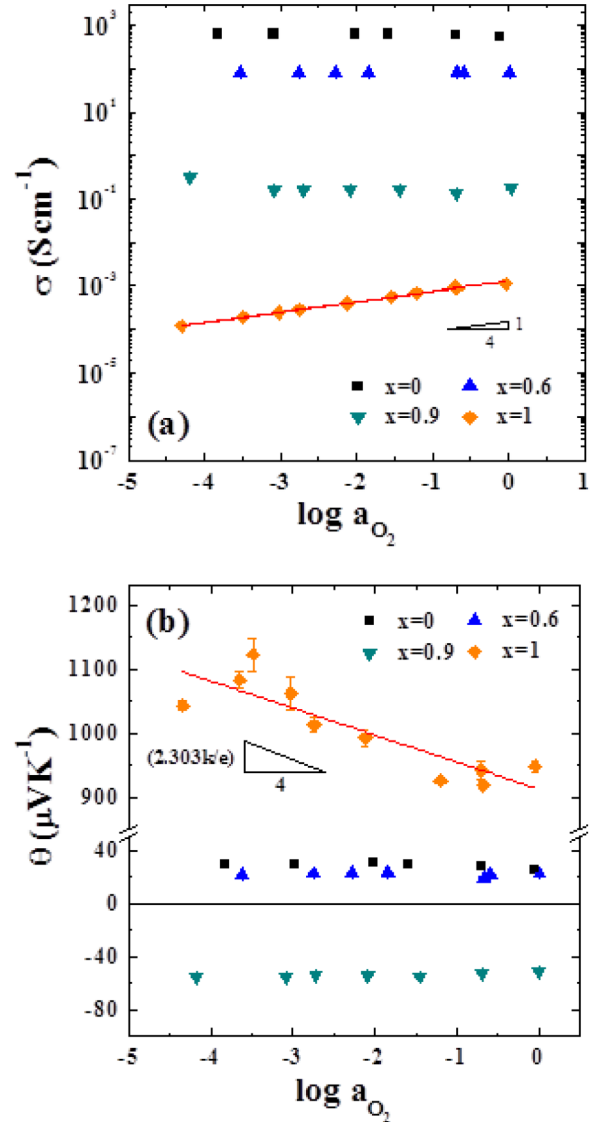 10³
10¹
10⁻¹
10⁻³
10⁻⁵
10⁻⁷
σ (Scm⁻¹)
1
4
x=0 x=0.6
x=0.9 x=1
(a)
-5 -4 -3 -2 -1 0 1
log a_O₂
(b)
x=0 x=0.6
x=0.9 x=1
1200
1100
1000
900
40
0
-40
-80
θ (μVK⁻¹)
(2.303k/e)
4
-5 -4 -3 -2 -1 0
log a_O₂